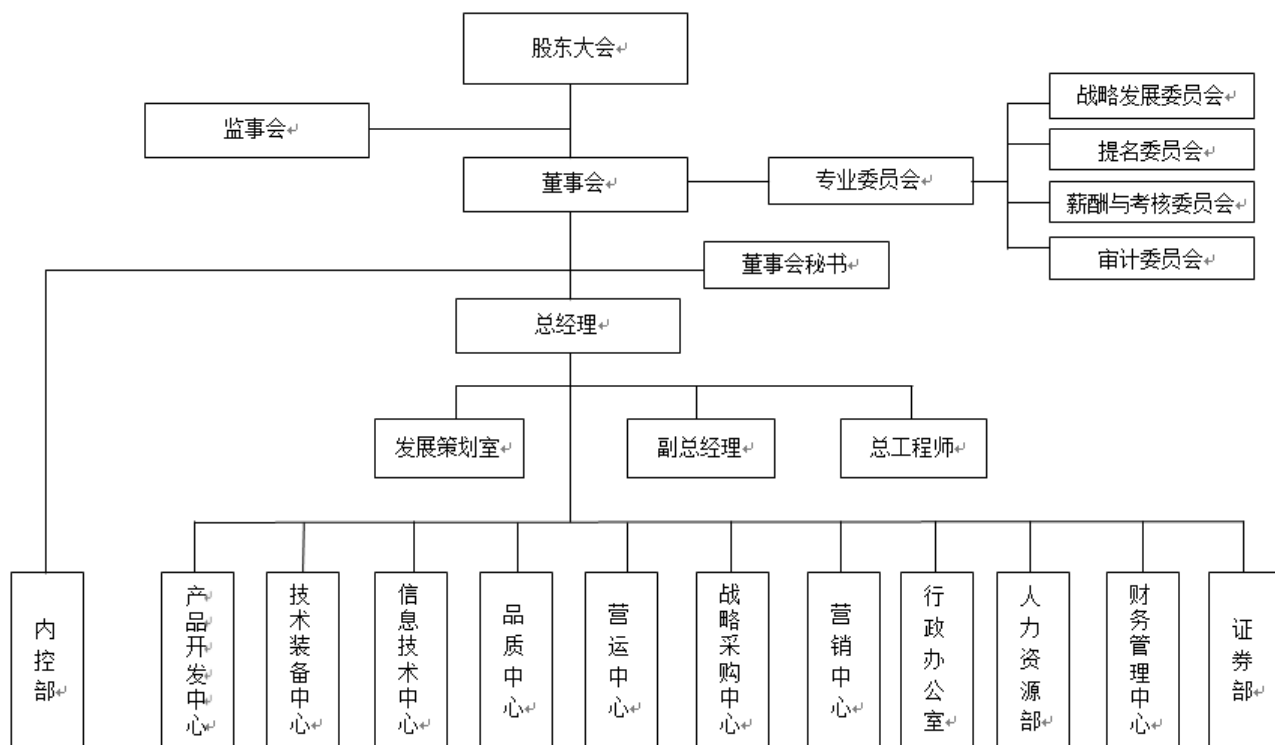 股东大会
监事会
董事会
专业委员会
战略发展委员会
提名委员会
薪酬与考核委员会
审计委员会
董事会秘书
总经理
发展策划室
副总经理
总工程师
内控部
产品开发中心
技术装备中心
信息技术中心
品质中心
营运中心
战略采购中心
营销中心
行政办公室
人力资源部
财务管理中心
证券部